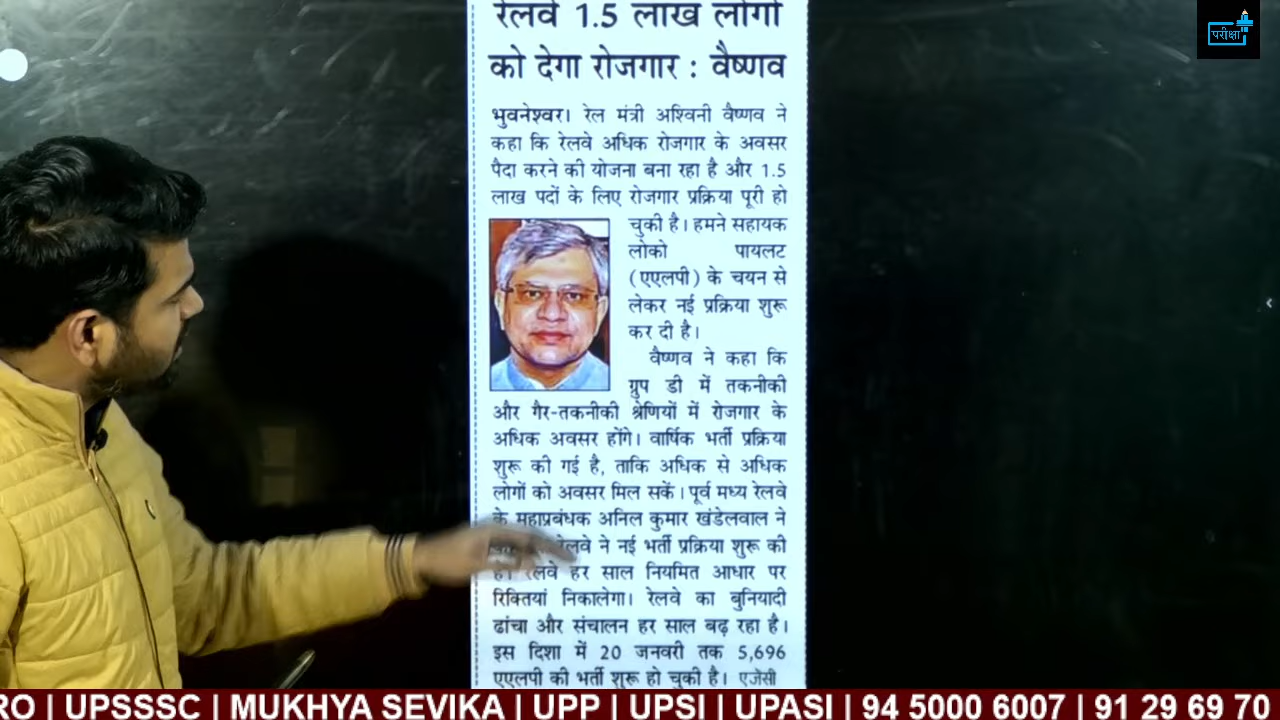 परीक्षा
रेलवे 1.5 लाख लोगों
को देगा रोजगार : वैष्णव
भुवनेश्वर। रेल मंत्री अश्विनी वैष्णव ने
कहा कि रेलवे अधिक रोजगार के अवसर
पैदा करने की योजना बना रहा है और 1.5
लाख पदों के लिए रोजगार प्रक्रिया पूरी हो
चुकी है। हमने सहायक
लोको पायलट
(एएलपी) के चयन से
लेकर नई प्रक्रिया शुरू
कर दी है।
वैष्णव ने कहा कि
ग्रुप डी में तकनीकी
और गैर-तकनीकी श्रेणियों में रोजगार के
अधिक अवसर होंगे। वार्षिक भर्ती प्रक्रिया
शुरू की गई है, ताकि अधिक से अधिक
लोगों को अवसर मिल सकें। पूर्व मध्य रेलवे
के महाप्रबंधक अनिल कुमार खंडेलवाल ने
रेलवे ने नई भर्ती प्रक्रिया शुरू की
है। रेलवे हर साल नियमित आधार पर
रिक्तियां निकालेगा। रेलवे का बुनियादी
ढांचा और संचालन हर साल बढ़ रहा है।
इस दिशा में 20 जनवरी तक 5,696
एएलपी की भर्ती शुरू हो चुकी है। एजेंसी
RO | UPSSSC | MUKHYA SEVIKA | UPP | UPSI | UPASI | 94 5000 6007 | 91 29 69 70